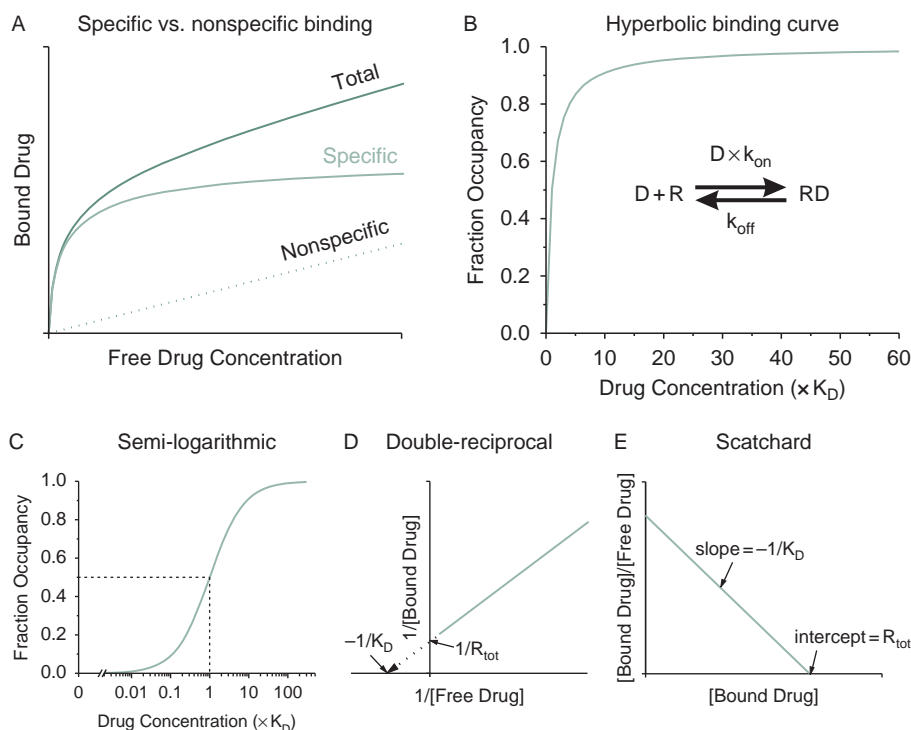 A Specific vs. nonspecific binding
Total
Specific
Nonspecific
Bound Drug
Free Drug Concentration
B Hyperbolic binding curve
1.0
0.8
0.6
0.4
0.2
0.0
Fraction Occupancy
D × kon
D + R RD
koff
0 10 20 30 40 50 60
Drug Concentration (× KD)
C Semi-logarithmic
1.0
0.8
0.6
0.4
0.2
0.0
Fraction Occupancy
0 0.01 0.1 1 10 100
Drug Concentration (× KD)
D Double-reciprocal
1/[Bound Drug]
−1/KD
1/Rtot
1/[Free Drug]
E Scatchard
[Bound Drug]/[Free Drug]
slope = −1/KD
intercept = Rtot
[Bound Drug]